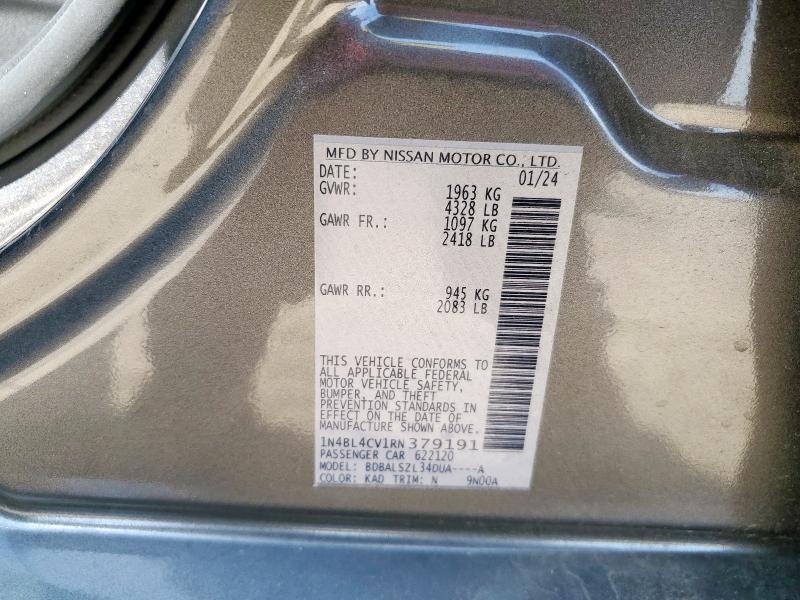 MFD BY NISSAN MOTOR CO., LTD.
DATE: 01/24
GVWR: 1963 KG
4328 LB
GAWR FR.: 1097 KG
2418 LB
GAWR RR.: 945 KG
2083 LB
THIS VEHICLE CONFORMS TO
ALL APPLICABLE FEDERAL
MOTOR VEHICLE SAFETY,
BUMPER, AND THEFT
PREVENTION STANDARDS IN
EFFECT ON THE DATE OF
MANUFACTURE SHOWN ABOVE.
1N4BL4CV1RN379191
PASSENGER CAR 622120
MODEL: BDBALSZL34DUA----A
COLOR: KAD TRIM: N 9N00A